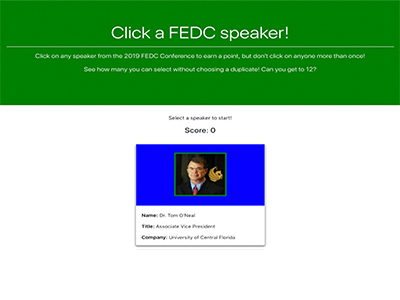 Click a FEDC speaker!
Click on any speaker from the 2019 FEDC Conference to earn a point, but don't click on anyone more than once!
See how many you can select without choosing a duplicate! Can you get to 12?
Select a speaker to start!
Score: 0
Name: Dr. Tom O'Neal
Title: Associate Vice President
Company: University of Central Florida